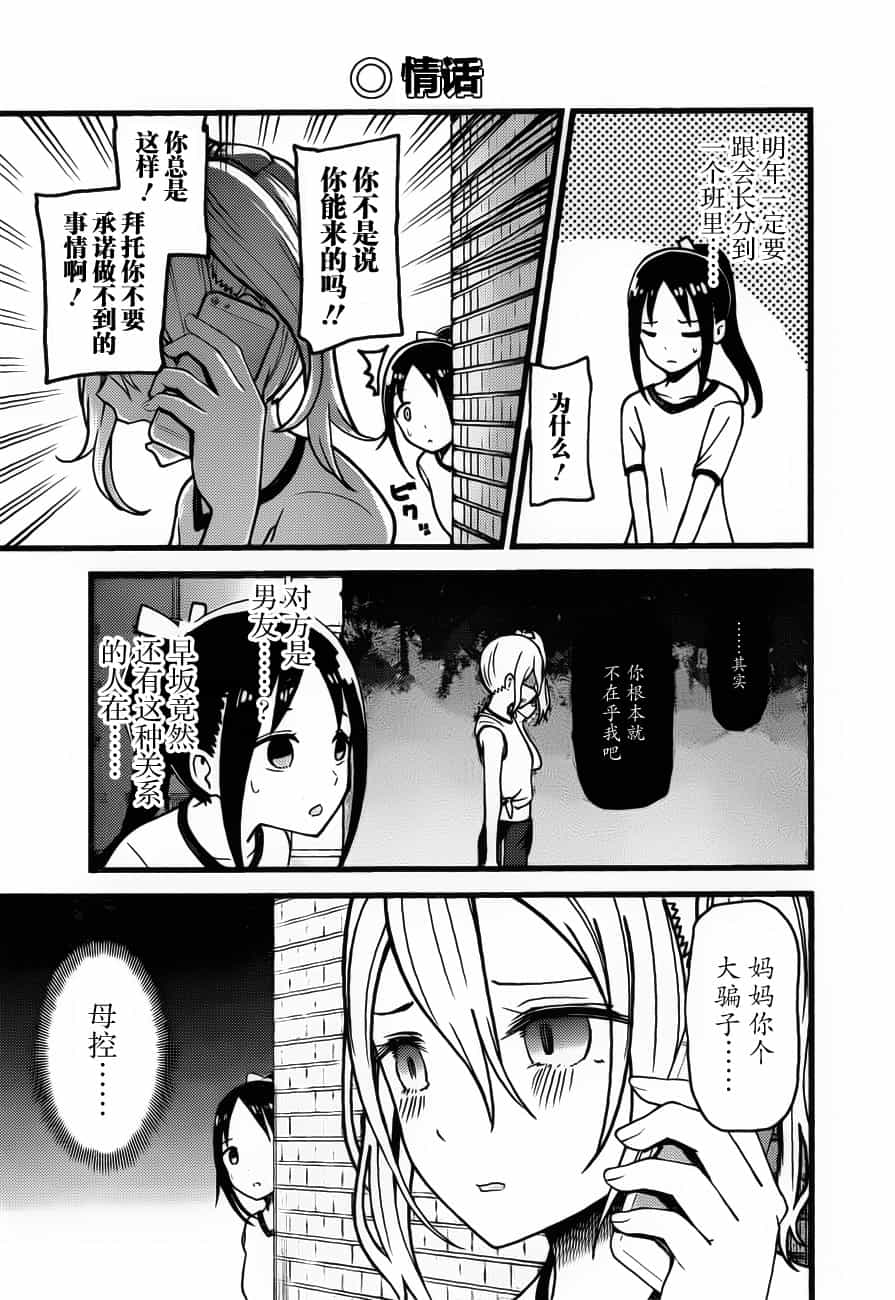 ◎ 情话
明年一定要
跟会长分到
一个班里……
为什么！
你不是说
你能来的吗!!
你总是
这样！
拜托你不要
承诺做不到的
事情啊！
ビクッ
……其实
你根本就
不在乎我吧
对方是
男友……？
早坂竟然
还有这种关系
的人在……
妈妈你个
大骗子……
母控……